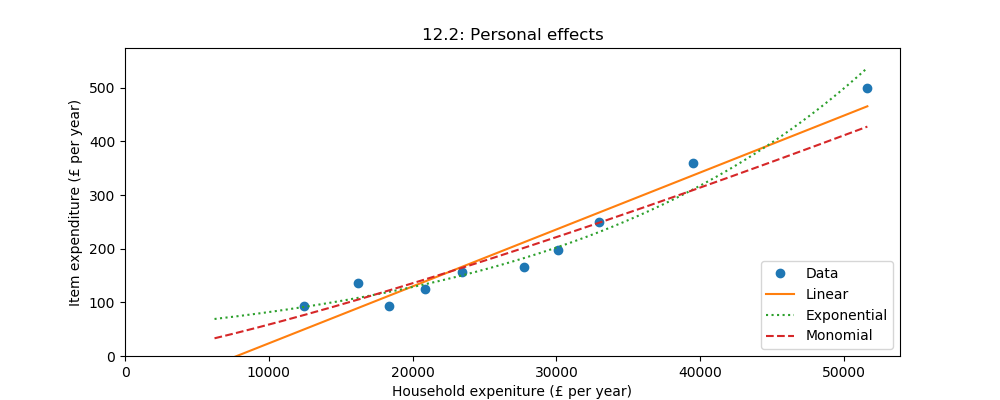 12.2: Personal effects
Item expenditure (£ per year)
500
400
300
200
100
0
0 10000 20000 30000 40000 50000
Household expeniture (£ per year)
Data
Linear
Exponential
Monomial